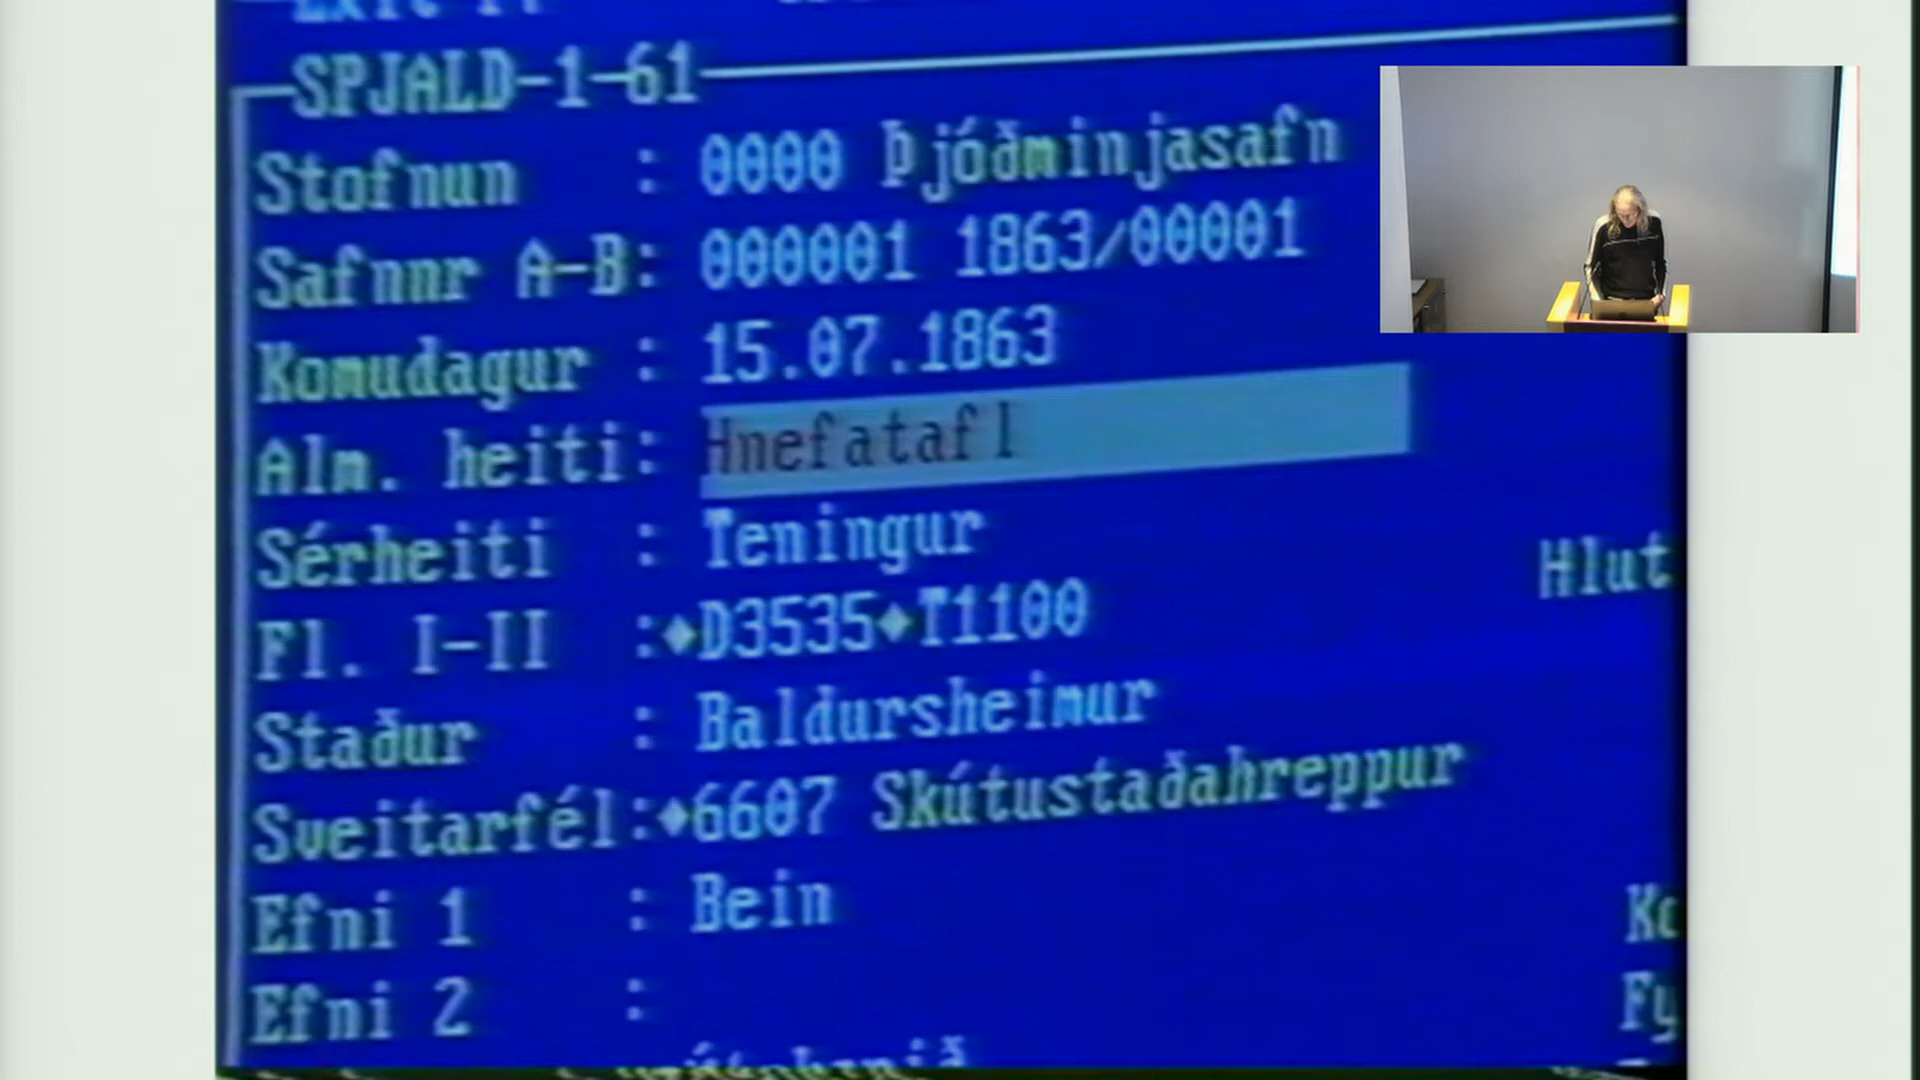 SPJALD-1-61
Stofnun : 0000 Þjóðminjasafn
Safnnr A-B: 000001 1863/00001
Komudagur : 15.07.1863
Alm. heiti: Hnefatafl
Sérheiti : Teningur
Hlut
Fl. I-II :♦D3535♦T1100
Staður : Baldursheimur
Sveitarfél:♦6607 Skútustaðahreppur
Efni 1 : Bein
Efni 2 :